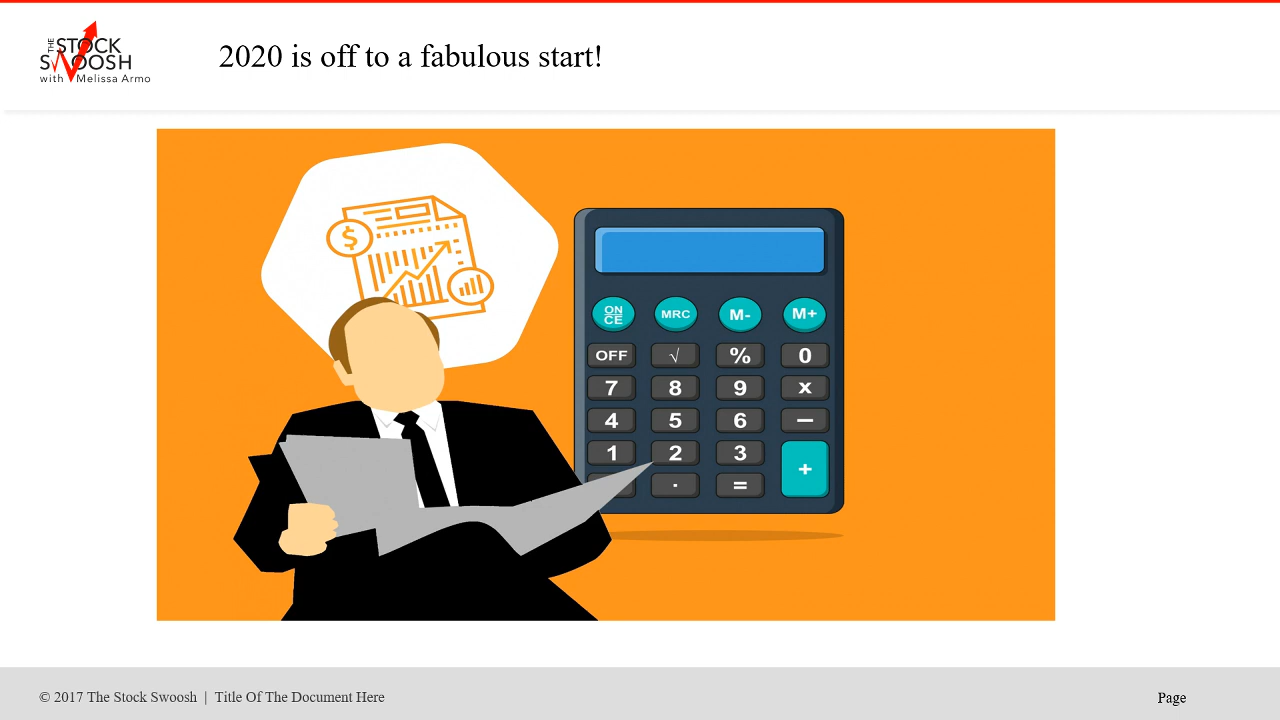 THE STOCK
SWOOSH
with Melissa Armo
2020 is off to a fabulous start!
$
ON CE MRC M- M+
OFF √ % 0
7 8 9 x
4 5 6 −
1 2 3 +
. =
© 2017 The Stock Swoosh | Title Of The Document Here
Page